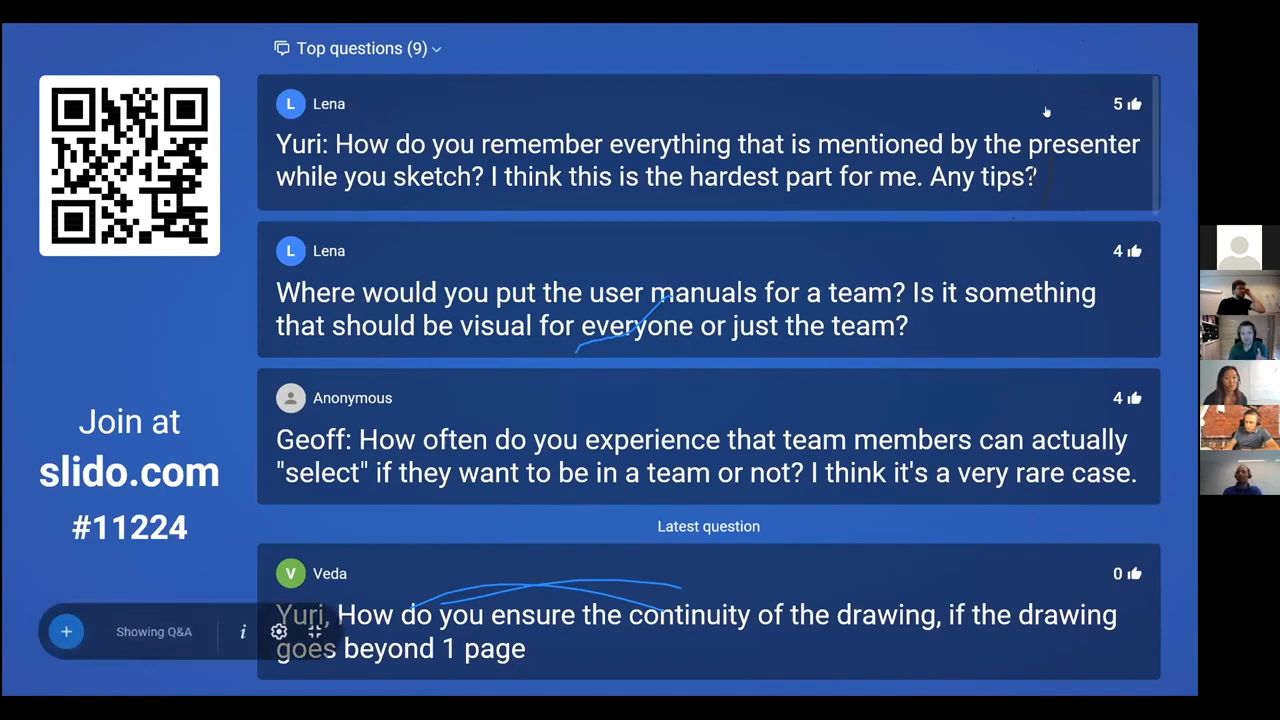 Top questions (9)
L Lena 5
Yuri: How do you remember everything that is mentioned by the presenter
while you sketch? I think this is the hardest part for me. Any tips?
L Lena 4
Where would you put the user manuals for a team? Is it something
that should be visual for everyone or just the team?
Anonymous 4
Geoff: How often do you experience that team members can actually
"select" if they want to be in a team or not? I think it's a very rare case.
Join at
slido.com
#11224
Latest question
V Veda 0
Yuri, How do you ensure the continuity of the drawing, if the drawing
goes beyond 1 page
+ Showing Q&A i